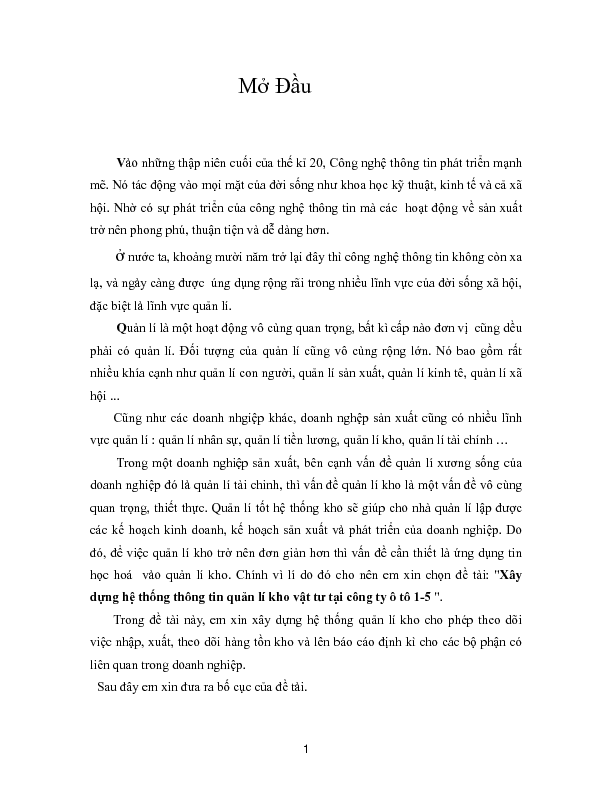 Mở Đầu
Vào những thập niên cuối của thế kỉ 20, Công nghệ thông tin phát triển mạnh
mẽ. Nó tác động vào mọi mặt của đời sống như khoa học kỹ thuật, kinh tế và cả xã
hội. Nhờ có sự phát triển của công nghệ thông tin mà các hoạt động về sản xuất
trở nên phong phú, thuận tiện và dễ dàng hơn.
Ở nước ta, khoảng mười năm trở lại đây thì công nghệ thông tin không còn xa
lạ, và ngày càng được ứng dụng rộng rãi trong nhiều lĩnh vực của đời sống xã hội,
đặc biệt là lĩnh vực quản lí.
Quản lí là một hoạt động vô cùng quan trọng, bất kì cấp nào đơn vị cũng dều
phải có quản lí. Đối tượng của quản lí cũng vô cùng rộng lớn. Nó bao gồm rất
nhiều khía cạnh như quản lí con người, quản lí sản xuất, quản lí kinh tê, quản lí xã
hội ...
Cũng như các doanh nhgiệp khác, doanh nghệp sản xuất cũng có nhiều lĩnh
vực quản lí : quản lí nhân sự, quản lí tiền lương, quản lí kho, quản lí tài chính …
Trong một doanh nghiệp sản xuất, bên cạnh vấn đề quản lí xương sống của
doanh nghiệp đó là quản lí tài chinh, thì vấn đề quản lí kho là một vấn đề vô cùng
quan trọng, thiết thực. Quản lí tốt hệ thống kho sẽ giúp cho nhà quản lí lập được
các kế hoạch kinh doanh, kế hoạch sản xuất và phát triển của doanh nghiệp. Do
đó, để việc quản lí kho trở nên đơn giản hơn thì vấn đề cần thiết là ứng dụng tin
học hoá vào quản lí kho. Chính vì lí do đó cho nên em xin chọn đề tài: "Xây
dựng hệ thống thông tin quản lí kho vật tư tại công ty ô tô 1-5 ".
Trong đề tài này, em xin xây dựng hệ thống quản lí kho cho phép theo dõi
việc nhập, xuất, theo dõi hàng tồn kho và lên báo cáo định kì cho các bộ phận có
liên quan trong doanh nghiệp.
Sau đây em xin đưa ra bố cục của đề tài.
1